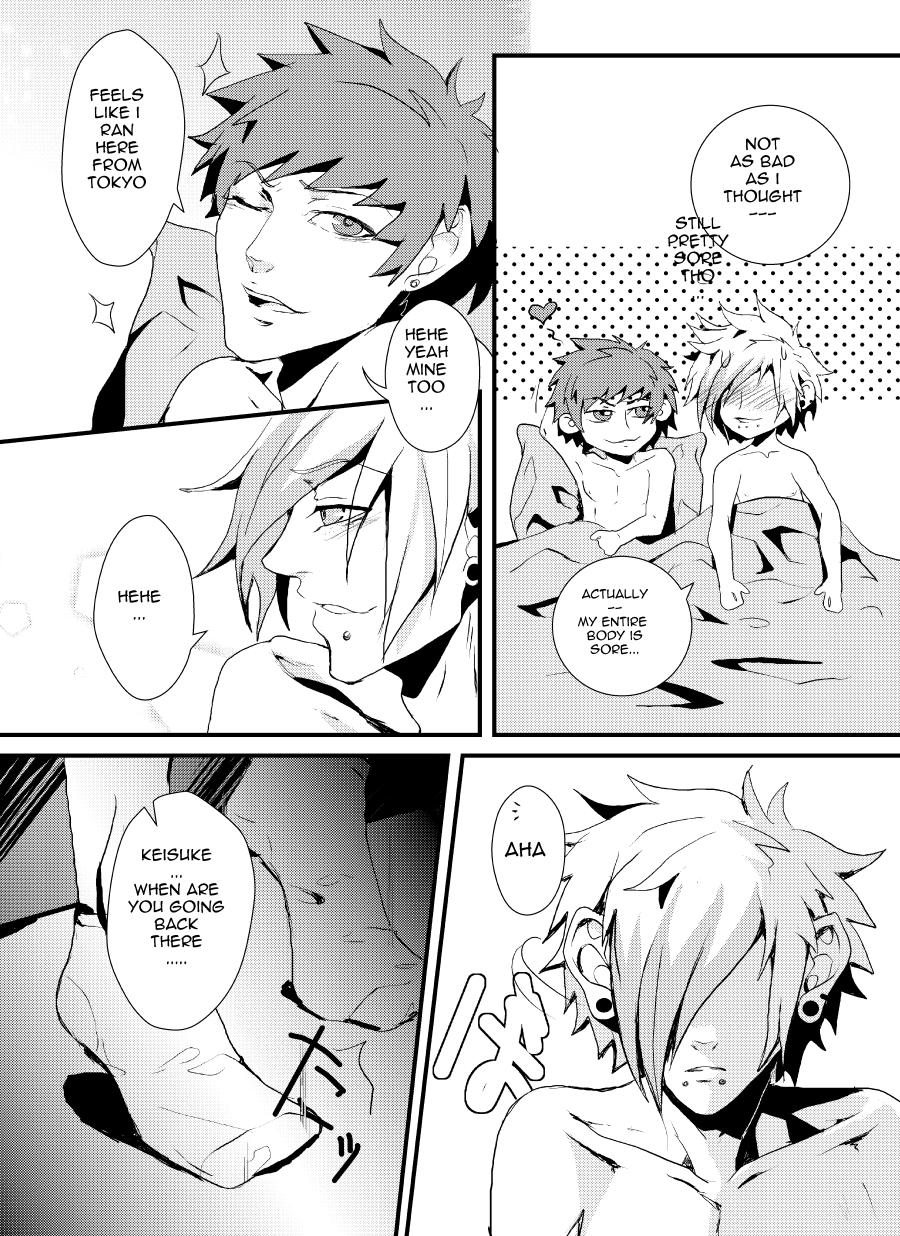 NOT
AS BAD
AS I
THOUGHT
---
STILL
PRETTY
SORE
THO
...
ACTUALLY
--
MY ENTIRE
BODY IS
SORE...
FEELS
LIKE I
RAN
HERE
FROM
TOKYO
HEHE
YEAH
MINE
TOO
...
HEHE
...
AHA
KEISUKE
...
WHEN ARE
YOU GOING
BACK
THERE
.....